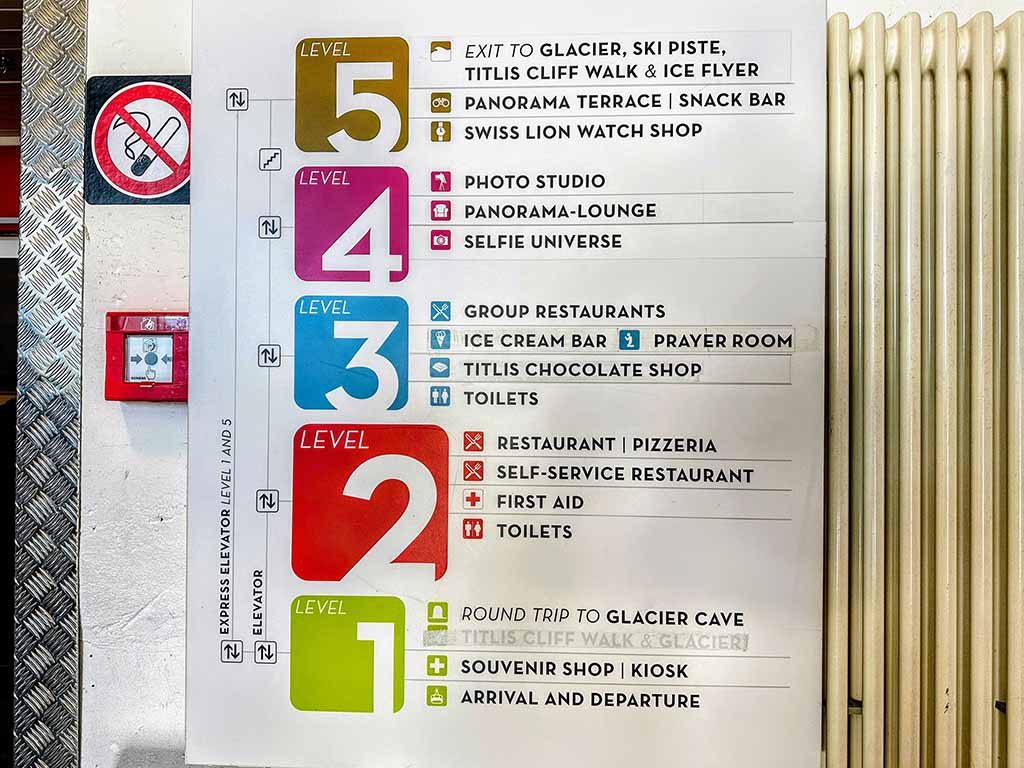 LEVEL
5
EXIT TO GLACIER, SKI PISTE,
TITLIS CLIFF WALK & ICE FLYER
PANORAMA TERRACE | SNACK BAR
SWISS LION WATCH SHOP
LEVEL
4
PHOTO STUDIO
PANORAMA-LOUNGE
SELFIE UNIVERSE
LEVEL
3
GROUP RESTAURANTS
ICE CREAM BAR PRAYER ROOM
TITLIS CHOCOLATE SHOP
TOILETS
LEVEL
2
RESTAURANT | PIZZERIA
SELF-SERVICE RESTAURANT
FIRST AID
TOILETS
LEVEL
1
ROUND TRIP TO GLACIER CAVE
TITLIS CLIFF WALK & GLACIER
SOUVENIR SHOP | KIOSK
ARRIVAL AND DEPARTURE
EXPRESS ELEVATOR LEVEL 1 AND 5
ELEVATOR